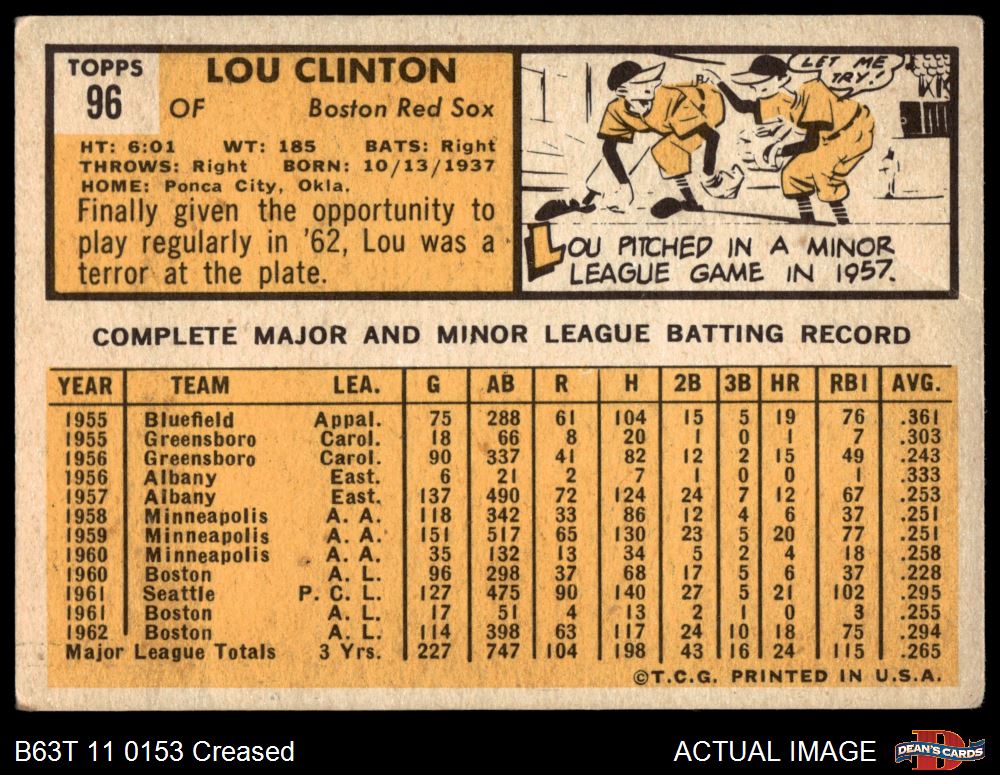 TOPPS
96
LOU CLINTON
OF Boston Red Sox
HT: 6:01 WT: 185 BATS: Right
THROWS: Right BORN: 10/13/1937
HOME: Ponca City, Okla.
Finally given the opportunity to
play regularly in '62, Lou was a
terror at the plate.
LET ME
TRY!
B
LOU PITCHED IN A MINOR
LEAGUE GAME IN 1957.
COMPLETE MAJOR AND MINOR LEAGUE BATTING RECORD
YEAR TEAM LEA. G AB R H 2B 3B HR RBI AVG.
1955 Bluefield Appal. 75 288 61 104 15 5 19 76 .361
1955 Greensboro Carol. 18 66 8 20 1 0 1 7 .303
1956 Greensboro Carol. 90 337 41 82 12 2 15 49 .243
1956 Albany East. 6 21 2 7 1 0 0 1 .333
1957 Albany East. 137 490 72 124 24 7 12 67 .253
1958 Minneapolis A. A. 118 342 33 86 12 4 6 37 .251
1959 Minneapolis A. A. 151 517 65 130 23 5 20 77 .251
1960 Minneapolis A. A. 35 132 13 34 5 2 4 18 .258
1960 Boston A. L. 96 298 37 68 17 5 6 37 .228
1961 Seattle P. C. L. 127 475 90 140 27 5 21 102 .295
1961 Boston A. L. 17 51 4 13 2 1 0 3 .255
1962 Boston A. L. 114 398 63 117 24 10 18 75 .294
Major League Totals 3 Yrs. 227 747 104 198 43 16 24 115 .265
©T.C.G. PRINTED IN U.S.A.
B63T 11 0153 Creased
ACTUAL IMAGE
D
DEAN'S CARDS